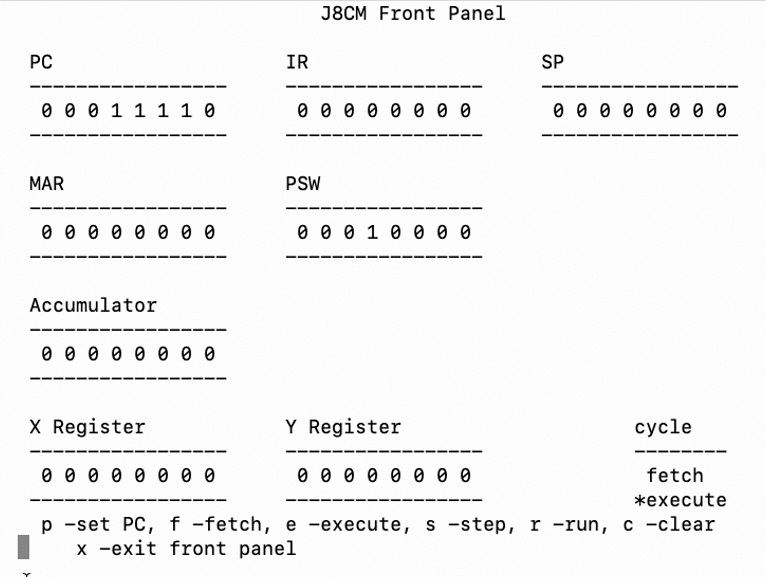 J8CM Front Panel
PC IR SP
----------------- ----------------- -----------------
0 0 0 1 1 1 1 0 0 0 0 0 0 0 0 0 0 0 0 0 0 0 0 0
----------------- ----------------- -----------------
MAR PSW
----------------- -----------------
0 0 0 0 0 0 0 0 0 0 0 1 0 0 0 0
----------------- -----------------
Accumulator
-----------------
0 0 0 0 0 0 0 0
-----------------
X Register Y Register cycle
----------------- ----------------- --------
0 0 0 0 0 0 0 0 0 0 0 0 0 0 0 0 fetch
----------------- ----------------- *execute
p -set PC, f -fetch, e -execute, s -step, r -run, c -clear
x -exit front panel